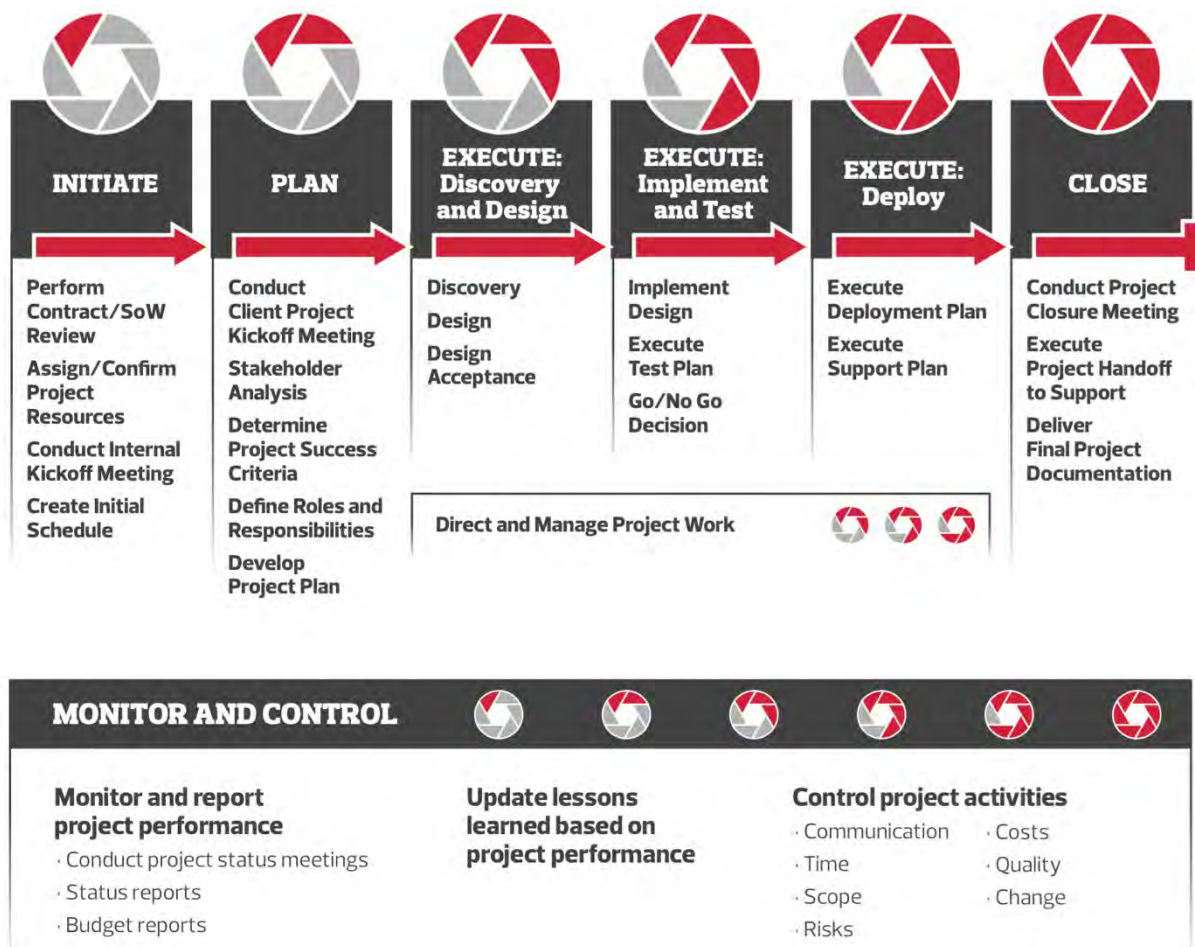 INITIATE
Perform
Contract/SoW
Review
Assign/Confirm
Project
Resources
Conduct Internal
Kickoff Meeting
Create Initial
Schedule
PLAN
Conduct
Client Project
Kickoff Meeting
Stakeholder
Analysis
Determine
Project Success
Criteria
Define Roles and
Responsibilities
Develop
Project Plan
EXECUTE:
Discovery
and Design
Discovery
Design
Design
Acceptance
EXECUTE:
Implement
and Test
Implement
Design
Execute
Test Plan
Go/No Go
Decision
EXECUTE:
Deploy
Execute
Deployment Plan
Execute
Support Plan
CLOSE
Conduct Project
Closure Meeting
Execute
Project Handoff
to Support
Deliver
Final Project
Documentation
Direct and Manage Project Work
MONITOR AND CONTROL
Monitor and report
project performance
· Conduct project status meetings
· Status reports
· Budget reports
Update lessons
learned based on
project performance
Control project activities
· Communication
· Time
· Scope
· Risks
· Costs
· Quality
· Change